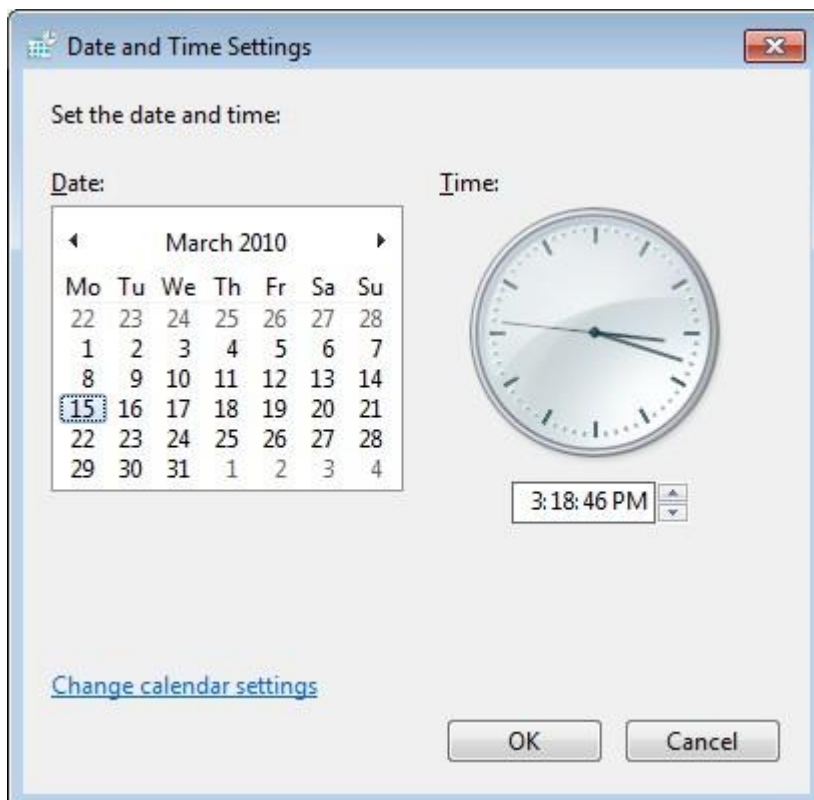 Date and Time Settings
Set the date and time:
Date:
Time:
March 2010
Mo Tu We Th Fr Sa Su
22 23 24 25 26 27 28
1 2 3 4 5 6 7
8 9 10 11 12 13 14
15 16 17 18 19 20 21
22 23 24 25 26 27 28
29 30 31 1 2 3 4
3:18:46 PM
Change calendar settings
OK
Cancel